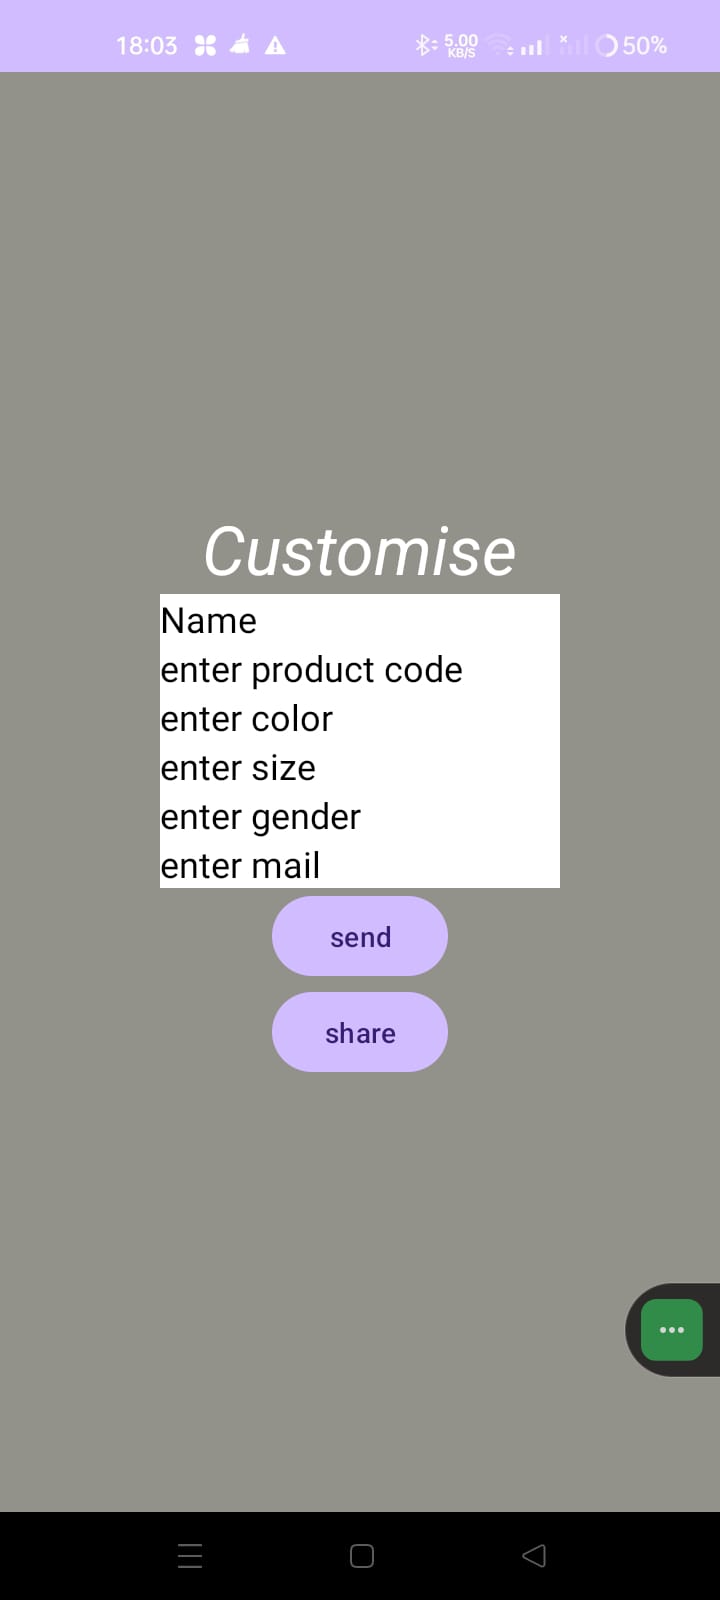 18:03 5.00 KB/S 50%
Customise
Name
enter product code
enter color
enter size
enter gender
enter mail
send
share